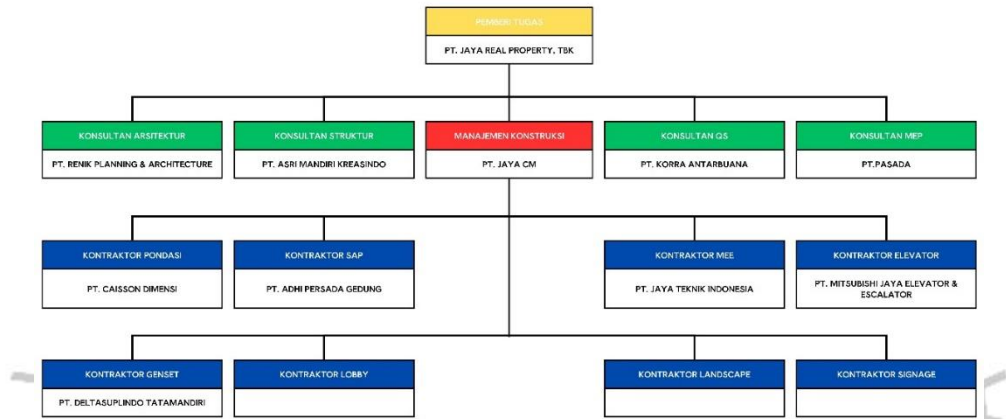 PEMBERI TUGAS
PT. JAYA REAL PROPERTY, TBK
KONSULTAN ARSITEKTUR
PT. RENIK PLANNING & ARCHITECTURE
KONSULTAN STRUKTUR
PT. ASRI MANDIRI KREASINDO
MANAJEMEN KONSTRUKSI
PT. JAYA CM
KONSULTAN QS
PT. KORRA ANTARBUANA
KONSULTAN MEP
PT.PASADA
KONTRAKTOR PONDASI
PT. CAISSON DIMENSI
KONTRAKTOR SAP
PT. ADHI PERSADA GEDUNG
KONTRAKTOR MEE
PT. JAYA TEKNIK INDONESIA
KONTRAKTOR ELEVATOR
PT. MITSUBISHI JAYA ELEVATOR &
ESCALATOR
KONTRAKTOR GENSET
PT. DELTASUPLINDO TATAMANDIRI
KONTRAKTOR LOBBY
KONTRAKTOR LANDSCAPE
KONTRAKTOR SIGNAGE